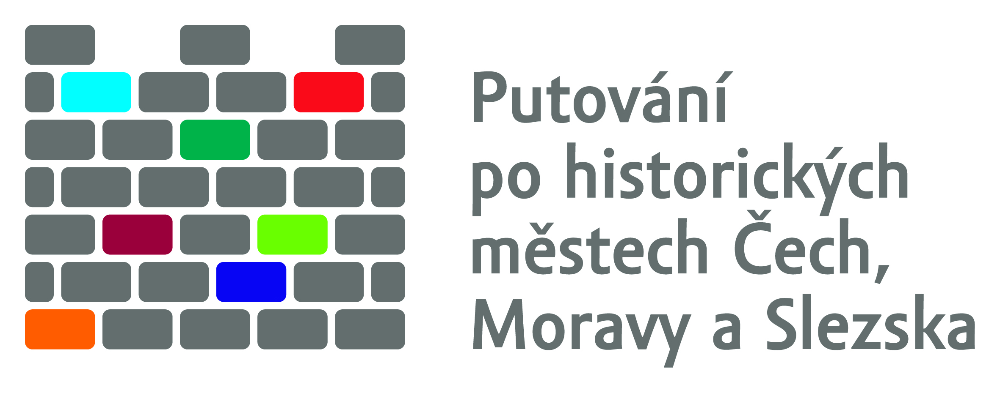 Putování
po historických
městech Čech,
Moravy a Slezska